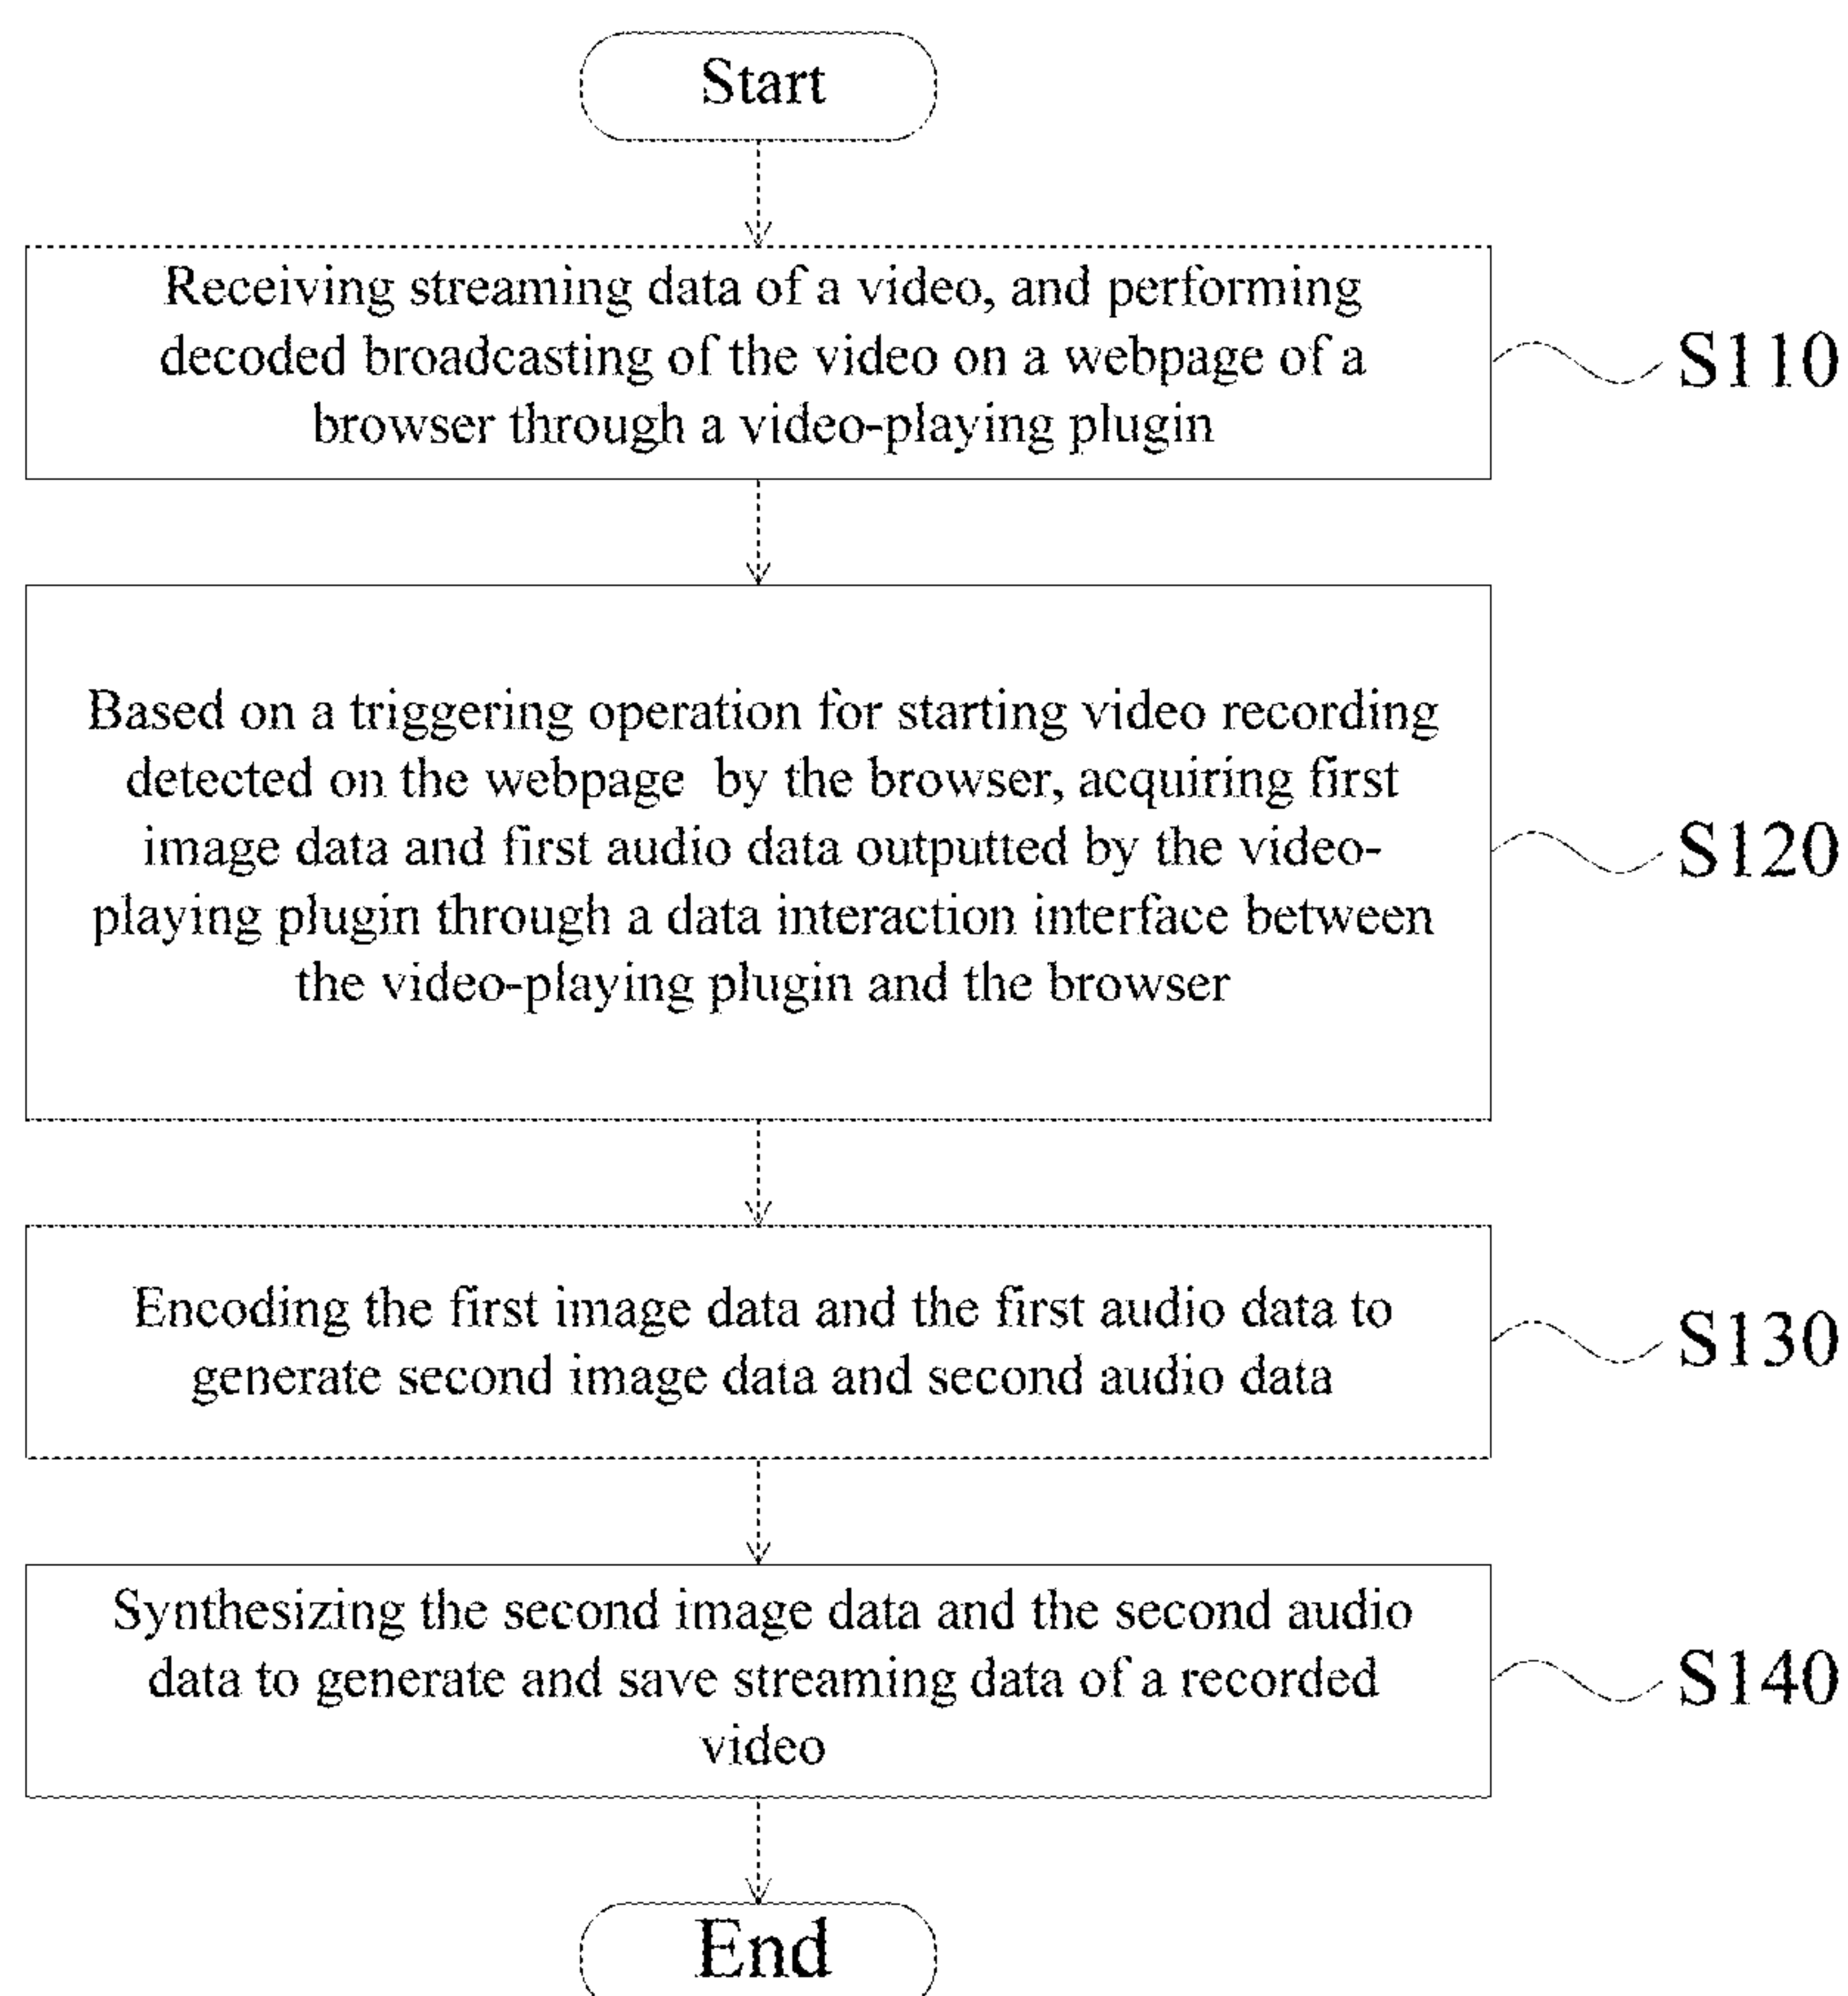 Start
Receiving streaming data of a video, and performing
decoded broadcasting of the video on a webpage of a
browser through a video-playing plugin
S110
Based on a triggering operation for starting video recording
detected on the webpage by the browser, acquiring first
image data and first audio data outputted by the video-
playing plugin through a data interaction interface between
the video-playing plugin and the browser
S120
Encoding the first image data and the first audio data to
generate second image data and second audio data
S130
Synthesizing the second image data and the second audio
data to generate and save streaming data of a recorded
video
S140
End